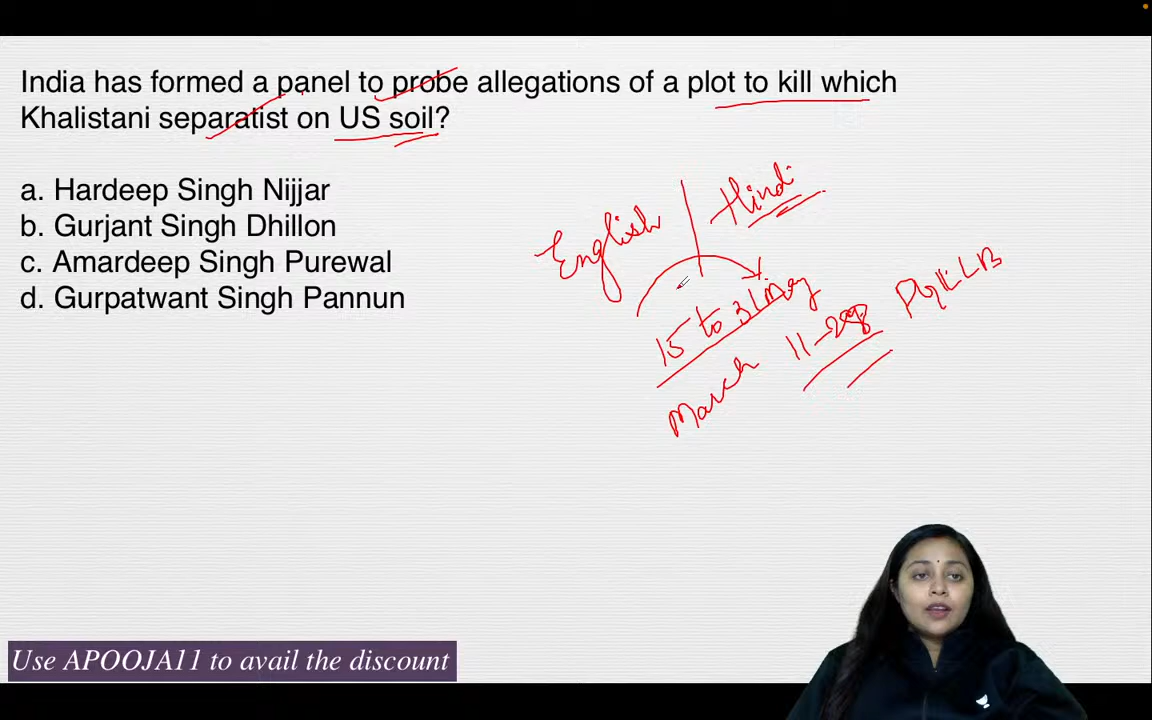 India has formed a panel to probe allegations of a plot to kill which
Khalistani separatist on US soil?
a. Hardeep Singh Nijjar
b. Gurjant Singh Dhillon
c. Amardeep Singh Purewal
d. Gurpatwant Singh Pannun
English | Hindi
15 to 31 May
March 11-
Use APOOJA11 to avail the discount